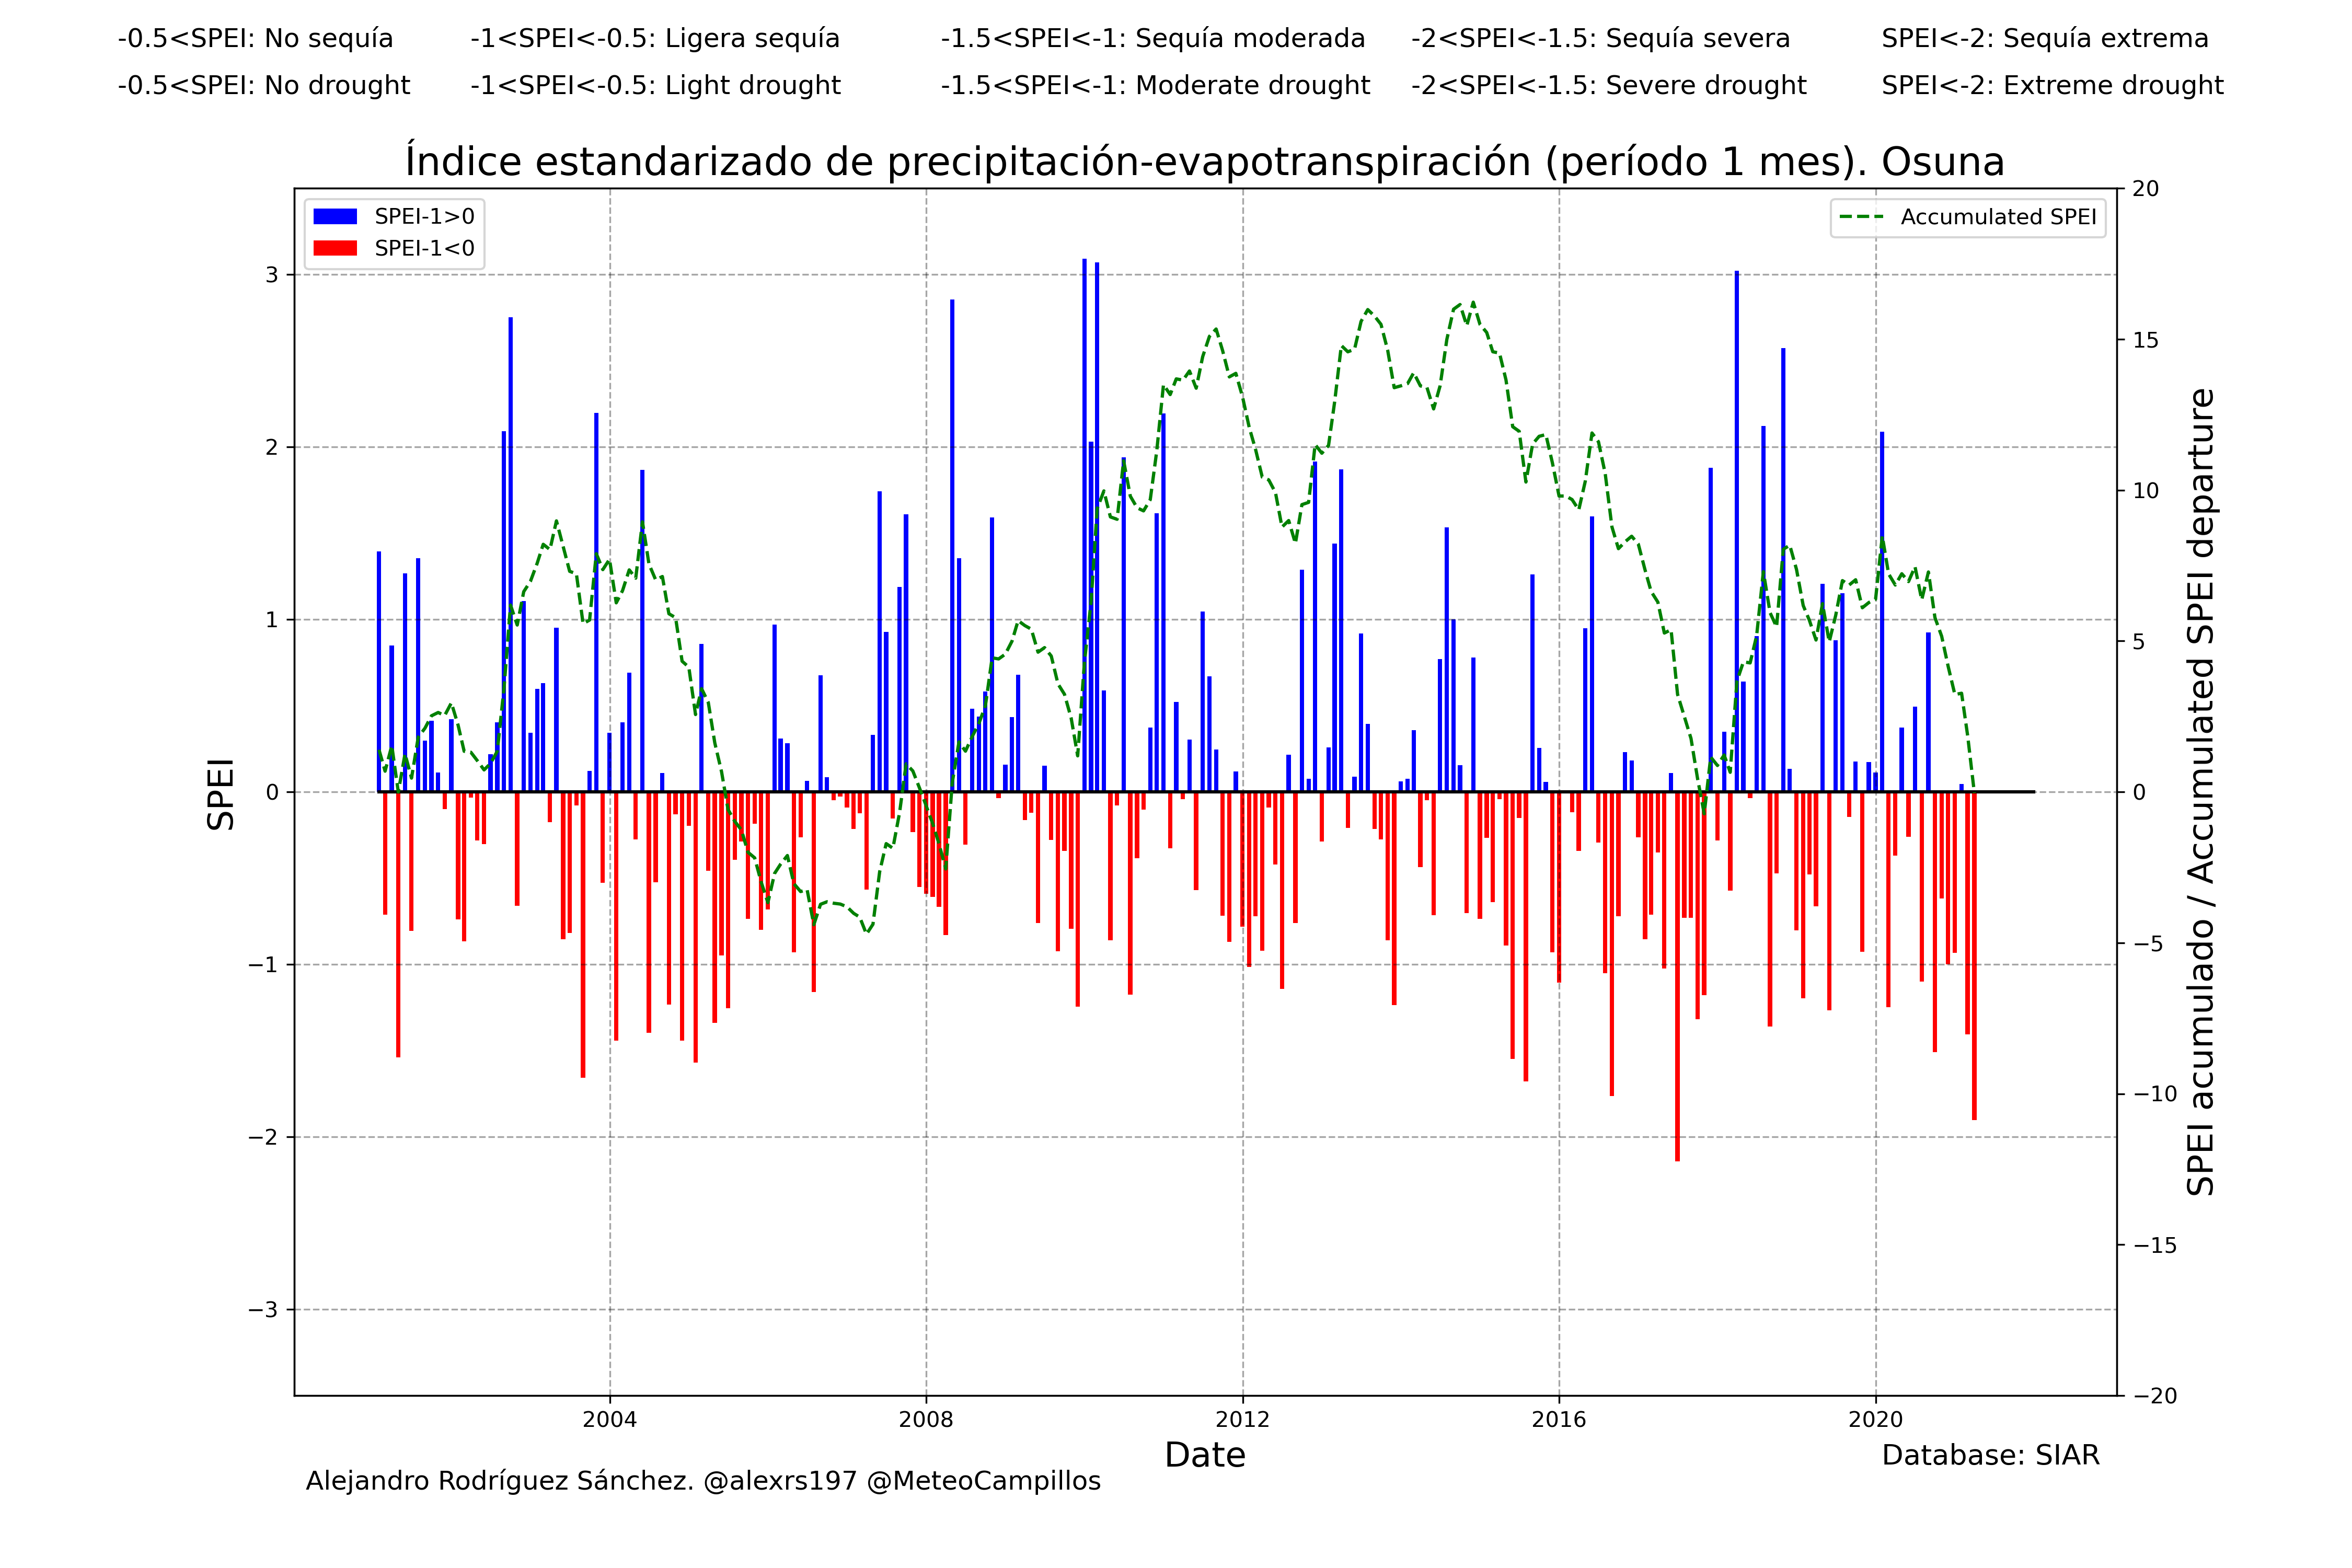 -0.5<SPEI: No sequía -1<SPEI<-0.5: Ligera sequía -1.5<SPEI<-1: Sequía moderada -2<SPEI<-1.5: Sequía severa SPEI<-2: Sequía extrema
-0.5<SPEI: No drought -1<SPEI<-0.5: Light drought -1.5<SPEI<-1: Moderate drought -2<SPEI<-1.5: Severe drought SPEI<-2: Extreme drought
Índice estandarizado de precipitación-evapotranspiración (período 1 mes). Osuna
SPEI-1>0
SPEI-1<0
Accumulated SPEI
SPEI
3
2
1
0
−1
−2
−3
20
15
10
5
0
−5
−10
−15
−20
SPEI acumulado / Accumulated SPEI departure
2004 2008 2012 2016 2020
Date
Database: SIAR
Alejandro Rodríguez Sánchez. @alexrs197 @MeteoCampillos